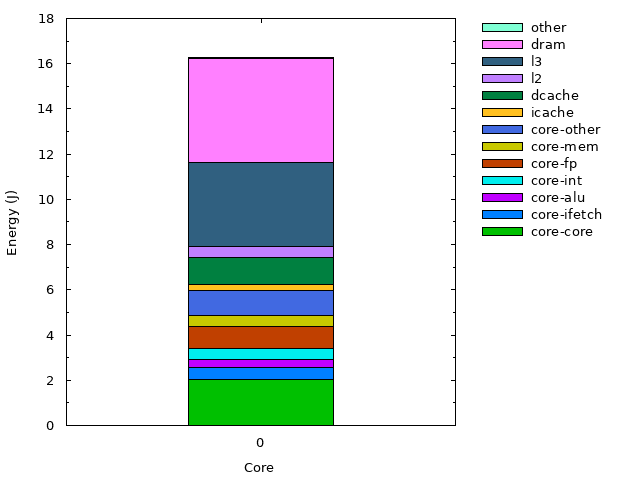 18
16
14
12
10
8
6
4
2
0
Energy (J)
0
Core
other
dram
l3
l2
dcache
icache
core-other
core-mem
core-fp
core-int
core-alu
core-ifetch
core-core